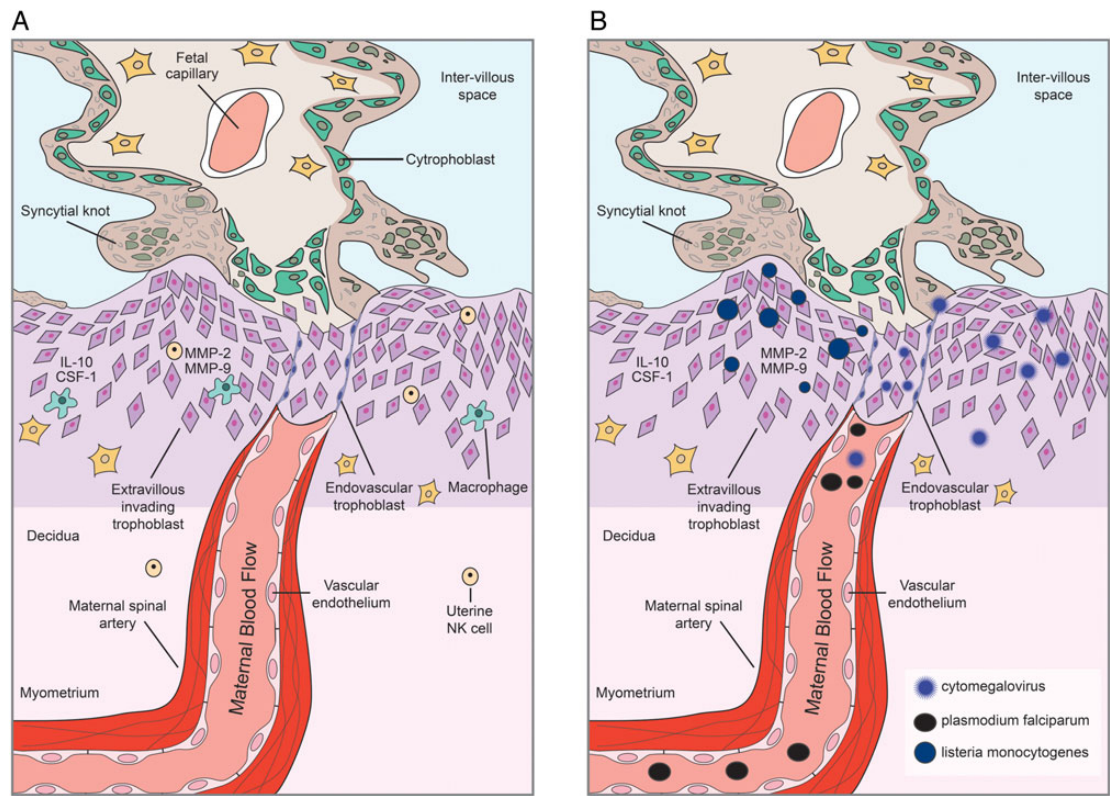 A
Fetal
capillary
Inter-villous
space
Cytrophoblast
Syncytial knot
IL-10
CSF-1
MMP-2
MMP-9
Extravillous
invading
trophoblast
Endovascular
trophoblast
Macrophage
Decidua
Maternal Blood Flow
Vascular
endothelium
Uterine
NK cell
Maternal spinal
artery
Myometrium
B
Inter-villous
space
Syncytial knot
IL-10
CSF-1
MMP-2
MMP-9
Extravillous
invading
trophoblast
Endovascular
trophoblast
Decidua
Maternal Blood Flow
Vascular
endothelium
Maternal spinal
artery
Myometrium
cytomegalovirus
plasmodium falciparum
listeria monocytogenes